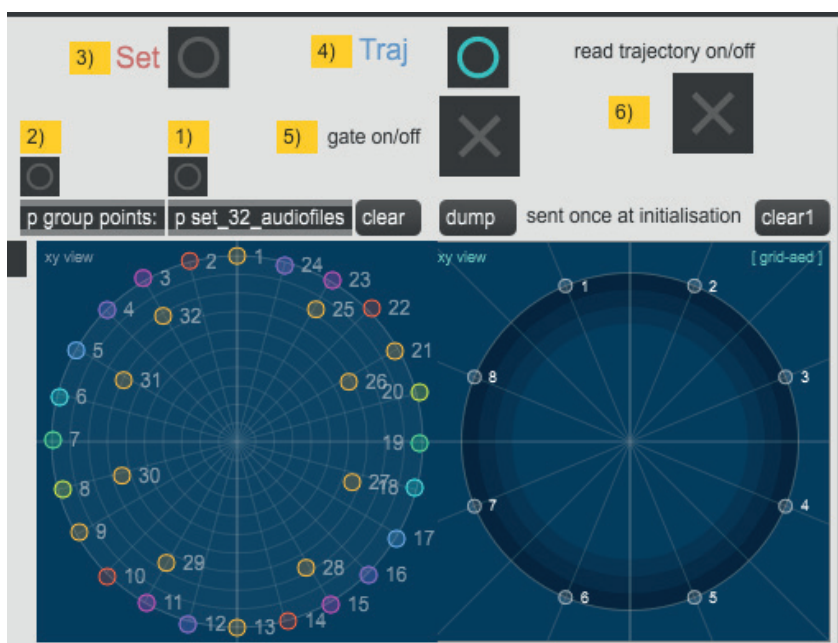 3) Set 4) Traj read trajectory on/off
6)
2) 1) 5) gate on/off
p group points: p set_32_audiofiles clear dump sent once at initialisation clear1
xy view xy view [ grid-aed ]
1
2 24
3 23
4 32 25 22
5 31 26 21
6 20
7 19
8 30 27 18
9 17
10 29 28 16
11 15
12 13 14
1 2
8 3
7 4
6 5